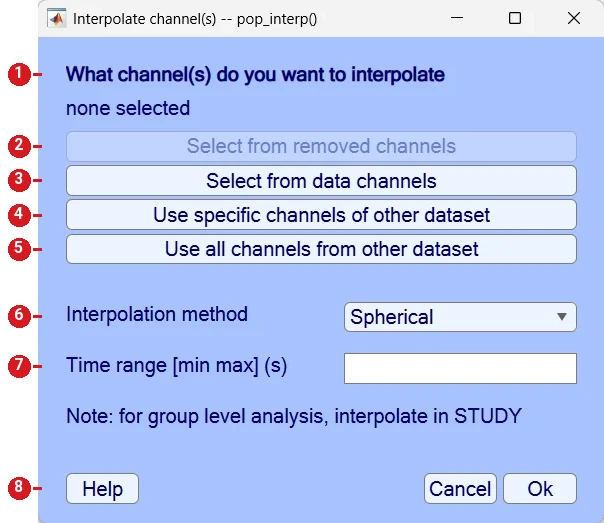 Interpolate channel(s) -- pop_interp()
1 What channel(s) do you want to interpolate
none selected
2 Select from removed channels
3 Select from data channels
4 Use specific channels of other dataset
5 Use all channels from other dataset
6 Interpolation method Spherical
7 Time range [min max] (s)
Note: for group level analysis, interpolate in STUDY
8 Help Cancel Ok